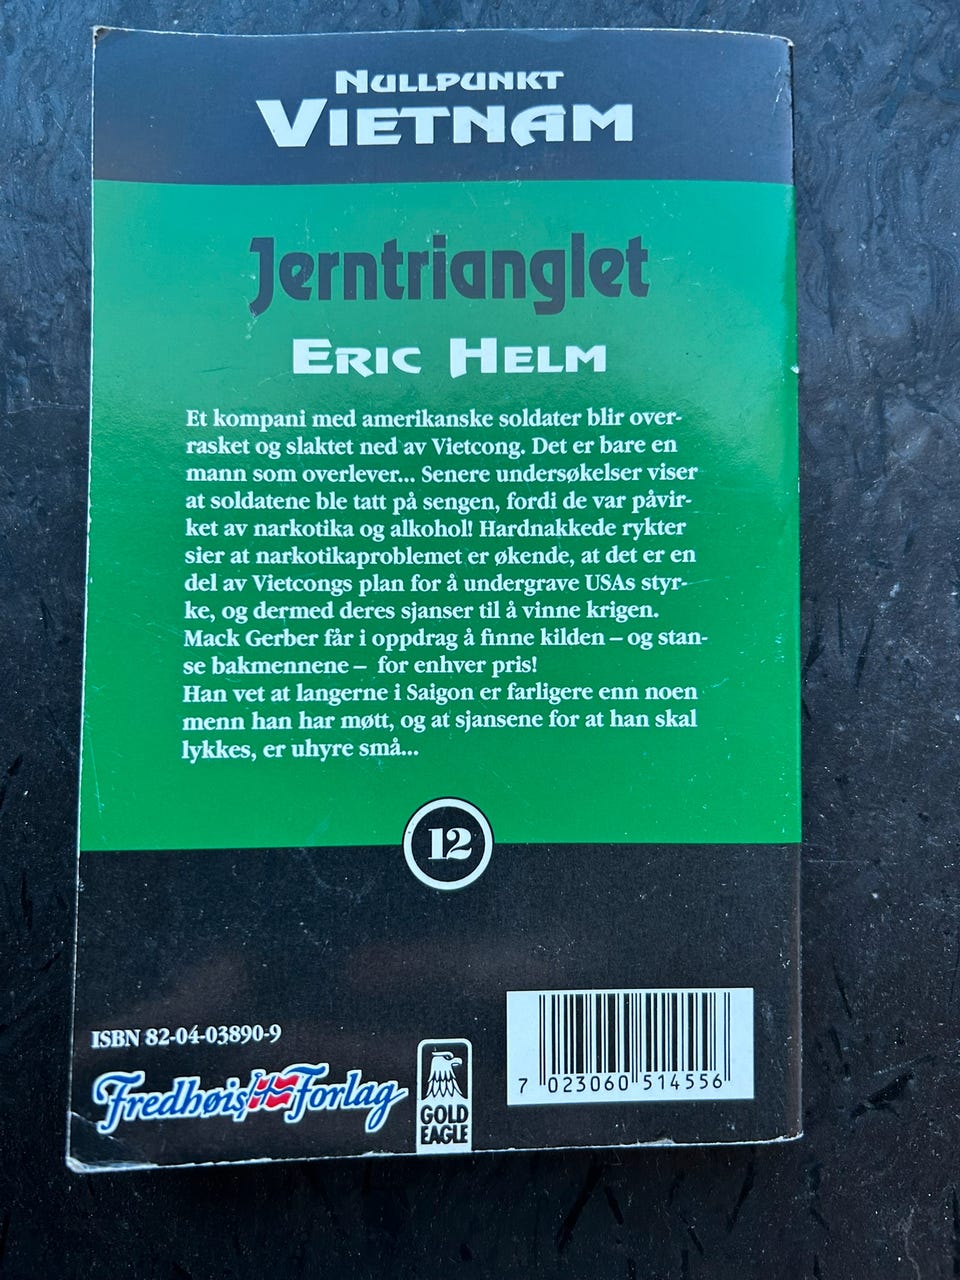 NULLPUNKT
VIETNAM
Jerntrianglet
ERIC HELM
Et kompani med amerikanske soldater blir over-
rasket og slaktet ned av Vietcong. Det er bare en
mann som overlever... Senere undersøkelser viser
at soldatene ble tatt på sengen, fordi de var påvir-
ket av narkotika og alkohol! Hardnakkede rykter
sier at narkotikaproblemet er økende, at det er en
del av Vietcongs plan for å undergrave USAs styr-
ke, og dermed deres sjanser til å vinne krigen.
Mack Gerber får i oppdrag å finne kilden – og stan-
se bakmennene – for enhver pris!
Han vet at langerne i Saigon er farligere enn noen
menn han har møtt, og at sjansene for at han skal
lykkes, er uhyre små...
12
ISBN 82-04-03890-9
Fredhøis Forlag
GOLD
EAGLE
7 023060 514556